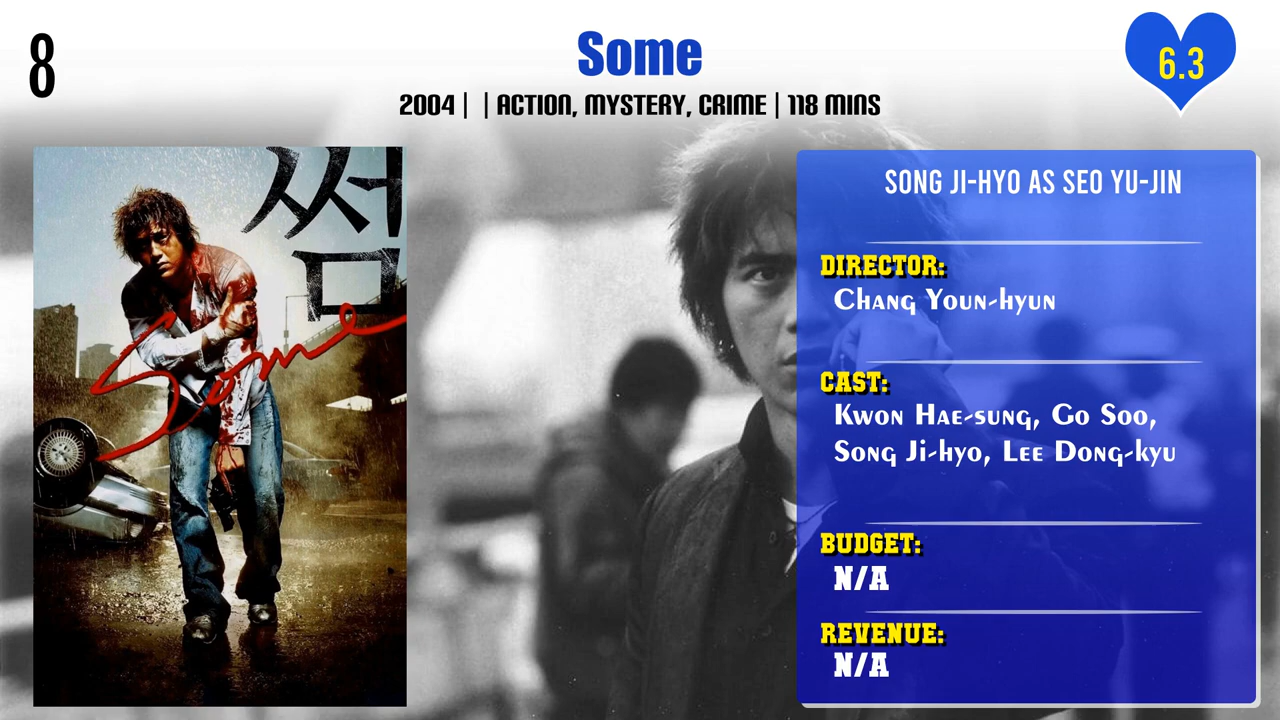 8
Some
6.3
2004 | | ACTION, MYSTERY, CRIME | 118 MINS
썸
Some
SONG JI-HYO AS SEO YU-JIN
DIRECTOR:
Chang Youn-hyun
CAST:
Kwon Hae-sung, Go Soo,
Song Ji-hyo, Lee Dong-kyu
BUDGET:
N/A
REVENUE:
N/A